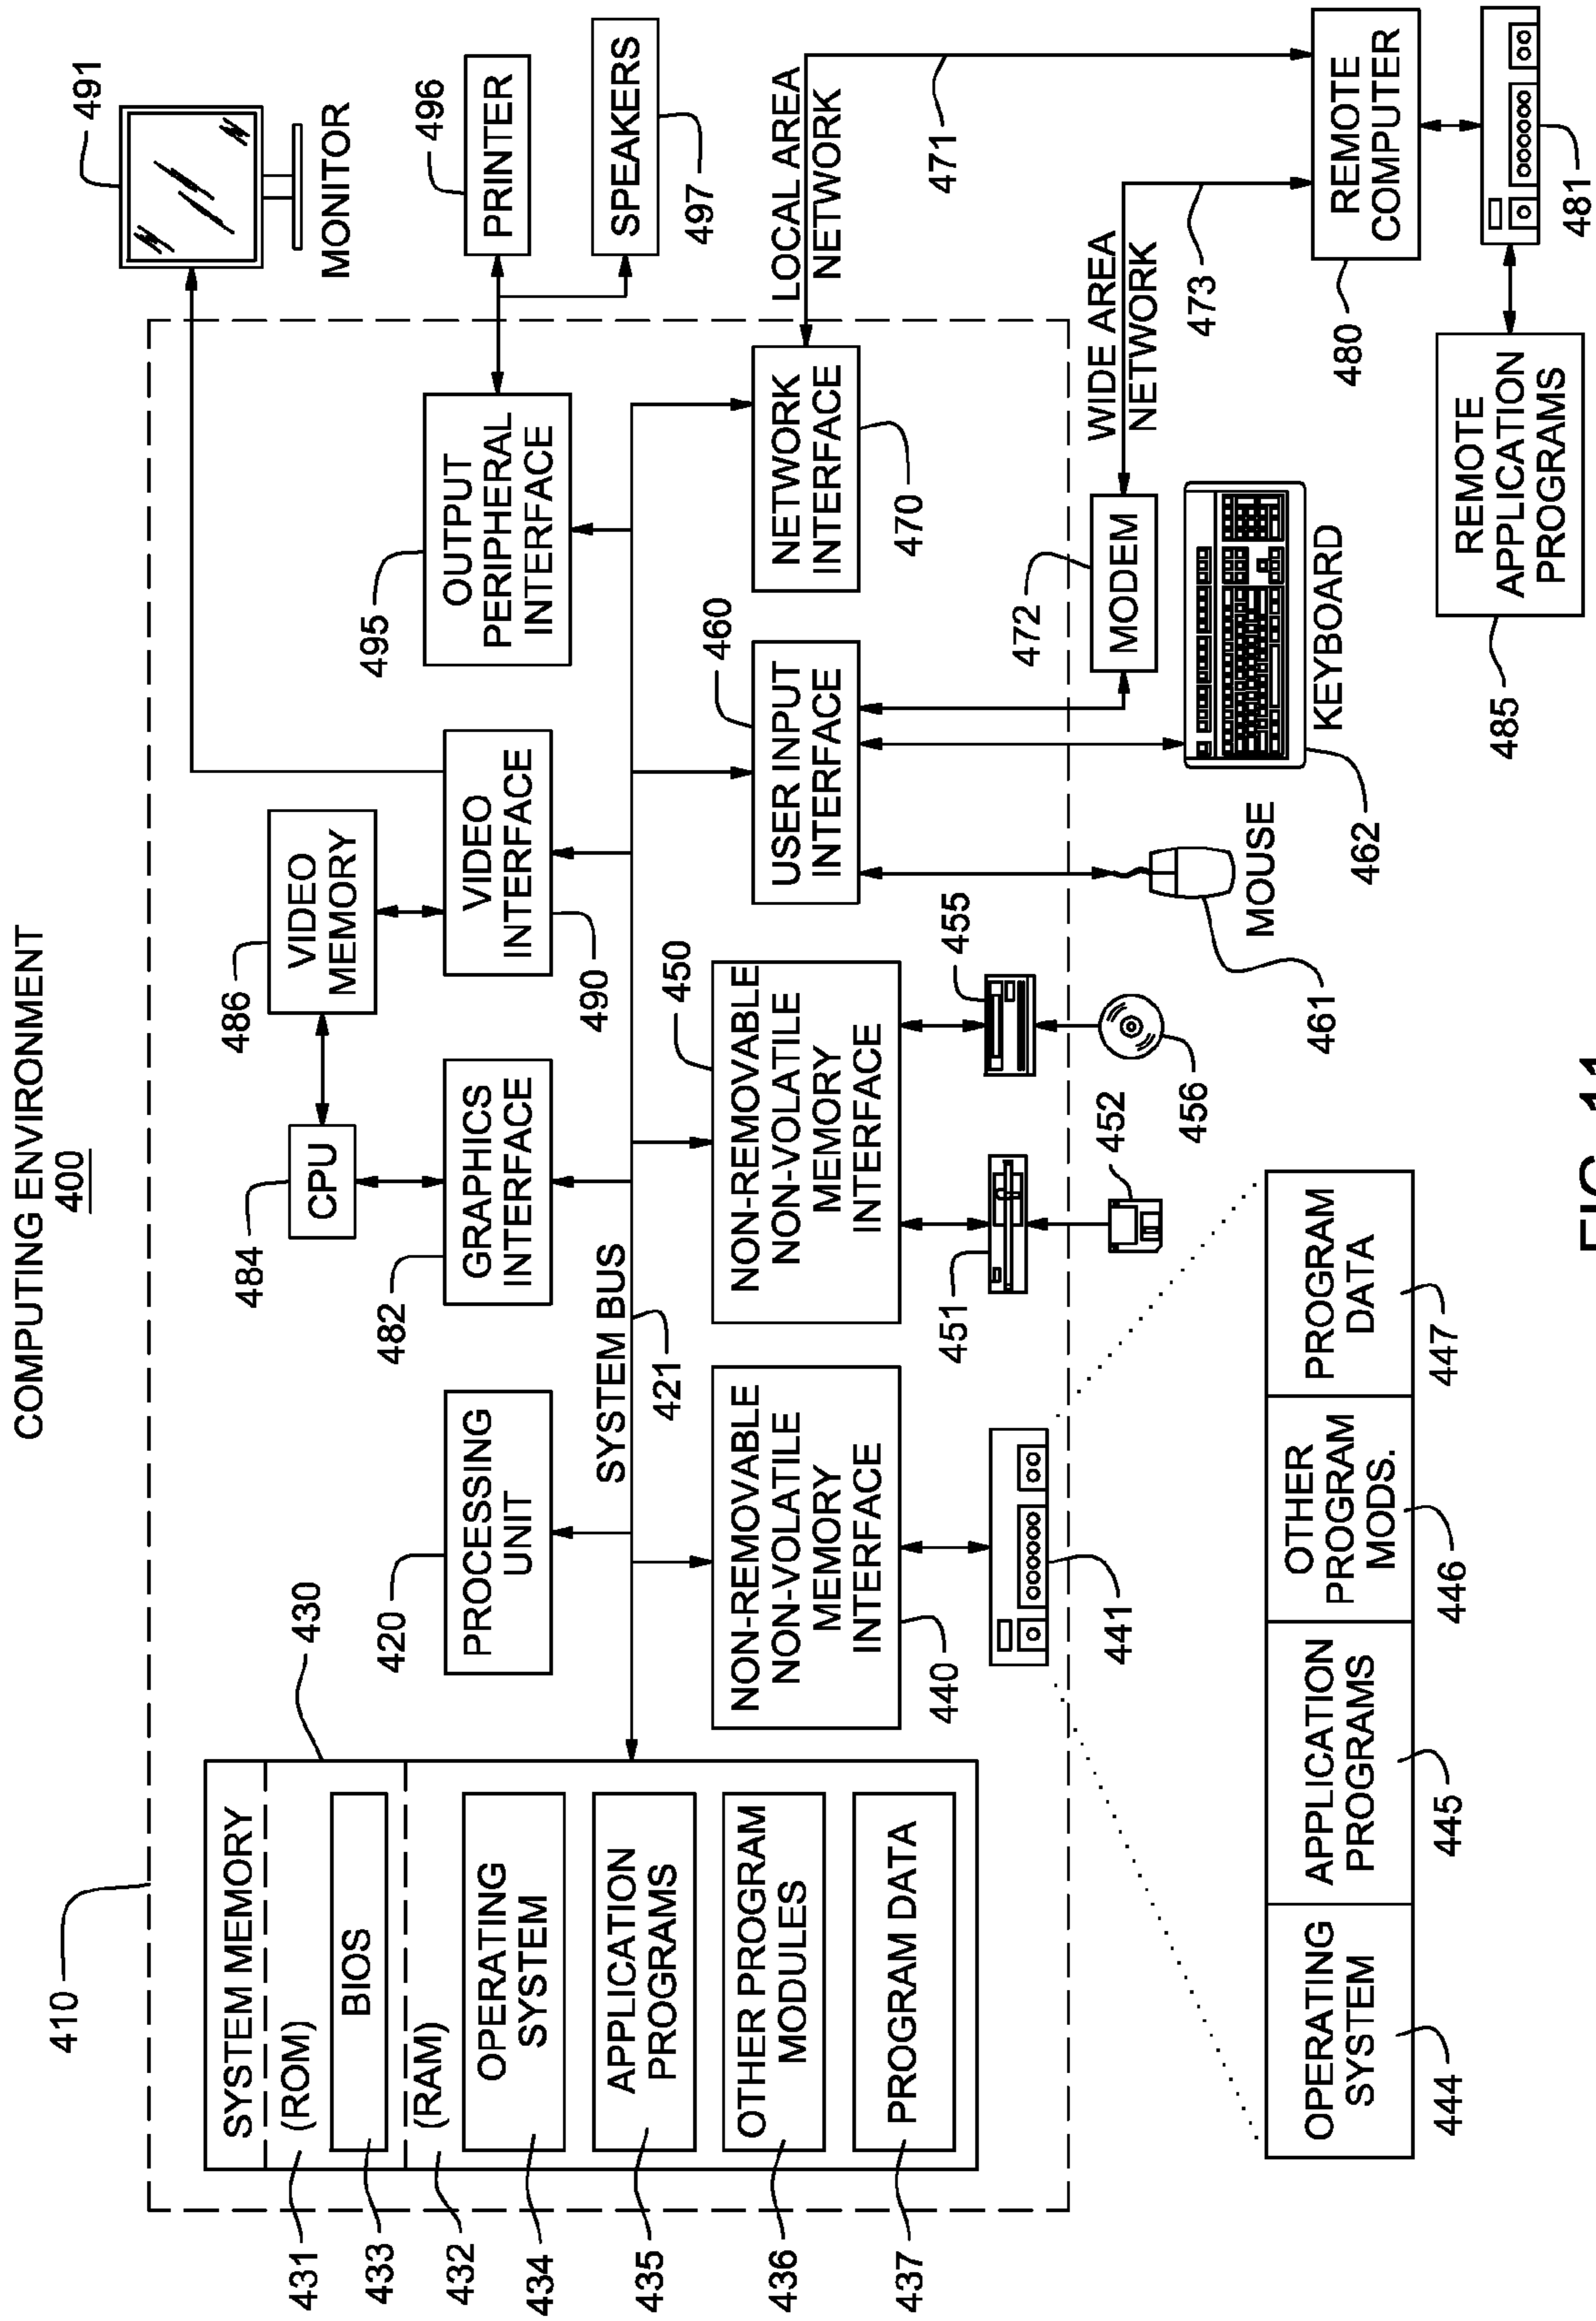 COMPUTING ENVIRONMENT
400
410
SYSTEM MEMORY
(ROM)
431
BIOS
433
(RAM)
432
OPERATING
SYSTEM
434
APPLICATION
PROGRAMS
435
OTHER PROGRAM
MODULES
436
PROGRAM DATA
437
430
420
PROCESSING
UNIT
SYSTEM BUS
421
484
CPU
482
GRAPHICS
INTERFACE
486
VIDEO
MEMORY
VIDEO
INTERFACE
490
495
OUTPUT
PERIPHERAL
INTERFACE
491
MONITOR
496
PRINTER
SPEAKERS
497
NON-REMOVABLE
NON-VOLATILE
MEMORY
INTERFACE
440
441
NON-REMOVABLE
NON-VOLATILE
MEMORY
INTERFACE
450
451
452
455
456
USER INPUT
INTERFACE
460
NETWORK
INTERFACE
470
LOCAL AREA
NETWORK
471
472
MODEM
WIDE AREA
NETWORK
473
MOUSE
461
KEYBOARD
462
REMOTE
COMPUTER
480
481
REMOTE
APPLICATION
PROGRAMS
485
OPERATING
SYSTEM
444
APPLICATION
PROGRAMS
445
OTHER
PROGRAM
MODS.
446
PROGRAM
DATA
447
FIG. 11